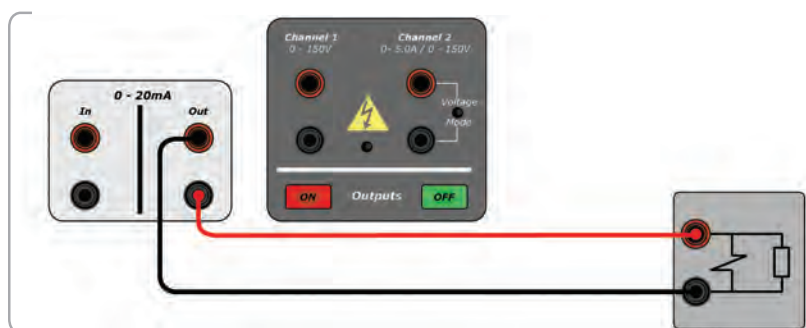 0 - 20mA
In
Out
Channel 1
0 - 150V
Channel 2
0- 5.0A / 0 - 150V
Voltage
Mode
ON
Outputs
OFF